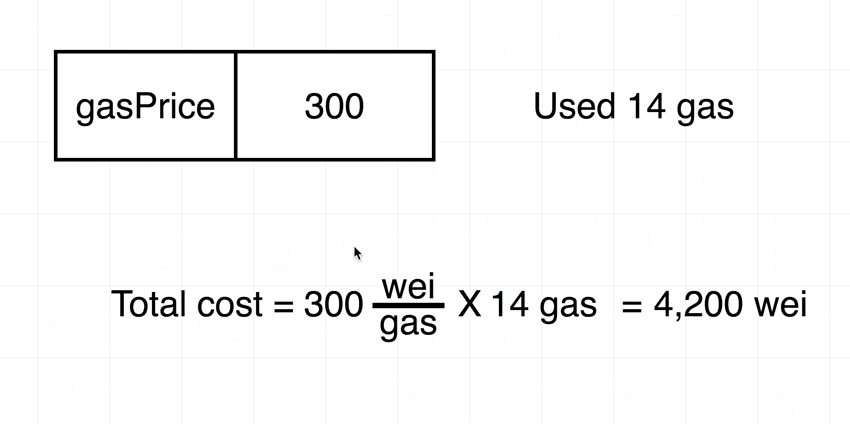 gasPrice 300 Used 14 gas
Total cost = 300 wei/gas X 14 gas = 4,200 wei